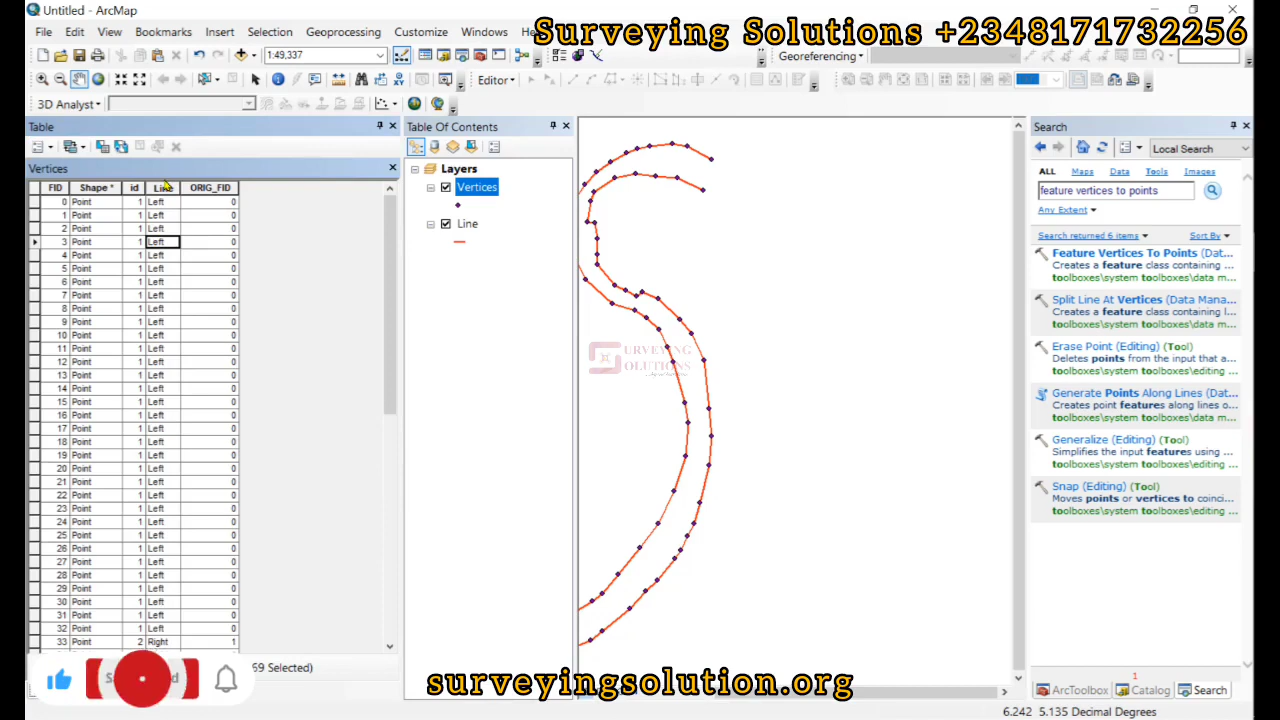 Untitled - ArcMap
File Edit View Bookmarks Insert Selection Geoprocessing Customize Windows
Surveying Solutions +2348171732256
1:49,337
Georeferencing
Editor
3D Analyst
Table
Vertices
FID Shape * id Line ORIG_FID
0 Point 1 Left 0
1 Point 1 Left 0
2 Point 1 Left 0
3 Point 1 Left 0
4 Point 1 Left 0
5 Point 1 Left 0
6 Point 1 Left 0
7 Point 1 Left 0
8 Point 1 Left 0
9 Point 1 Left 0
10 Point 1 Left 0
11 Point 1 Left 0
12 Point 1 Left 0
13 Point 1 Left 0
14 Point 1 Left 0
15 Point 1 Left 0
16 Point 1 Left 0
17 Point 1 Left 0
18 Point 1 Left 0
19 Point 1 Left 0
20 Point 1 Left 0
21 Point 1 Left 0
22 Point 1 Left 0
23 Point 1 Left 0
24 Point 1 Left 0
25 Point 1 Left 0
26 Point 1 Left 0
27 Point 1 Left 0
28 Point 1 Left 0
29 Point 1 Left 0
30 Point 1 Left 0
31 Point 1 Left 0
32 Point 1 Left 0
33 Point 2 Right 1
69 Selected)
Table Of Contents
Layers
Vertices
Line
URVEYING
OLUTIONS
Search
Local Search
ALL Maps Data Tools Images
feature vertices to points
Any Extent
Search returned 6 items Sort By
Feature Vertices To Points (Dat...
Creates a feature class containing ...
toolboxes\system toolboxes\data m...
Split Line At Vertices (Data Mana...
Creates a feature class containing l...
toolboxes\system toolboxes\data m...
Erase Point (Editing) (Tool)
Deletes points from the input that a...
toolboxes\system toolboxes\editing ...
Generate Points Along Lines (Dat...
Creates point features along lines o...
toolboxes\system toolboxes\data m...
Generalize (Editing) (Tool)
Simplifies the input features using ...
toolboxes\system toolboxes\editing ...
Snap (Editing) (Tool)
Moves points or vertices to coinci...
toolboxes\system toolboxes\editing ...
surveyingsolution.org
1
ArcToolbox Catalog Search
6.242 5.135 Decimal Degrees